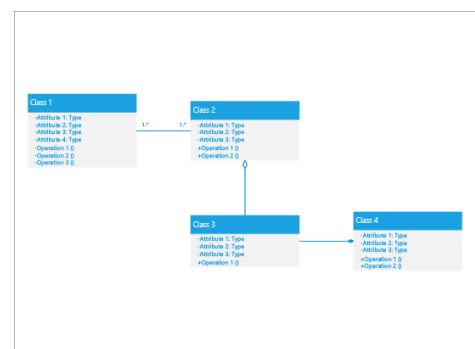 Class 1
-Attribute 1: Type
-Attribute 2: Type
-Attribute 3: Type
-Attribute 4: Type
-Operation 1 ()
-Operation 2 ()
-Operation 3 ()
1..*
1..*
Class 2
-Attribute 1: Type
-Attribute 2: Type
-Attribute 3: Type
+Operation 1 ()
+Operation 2 ()
Class 3
-Attribute 1: Type
-Attribute 2: Type
-Attribute 3: Type
+Operation 1 ()
Class 4
-Attribute 1: Type
-Attribute 2: Type
-Attribute 3: Type
+Operation 1 ()
+Operation 2 ()